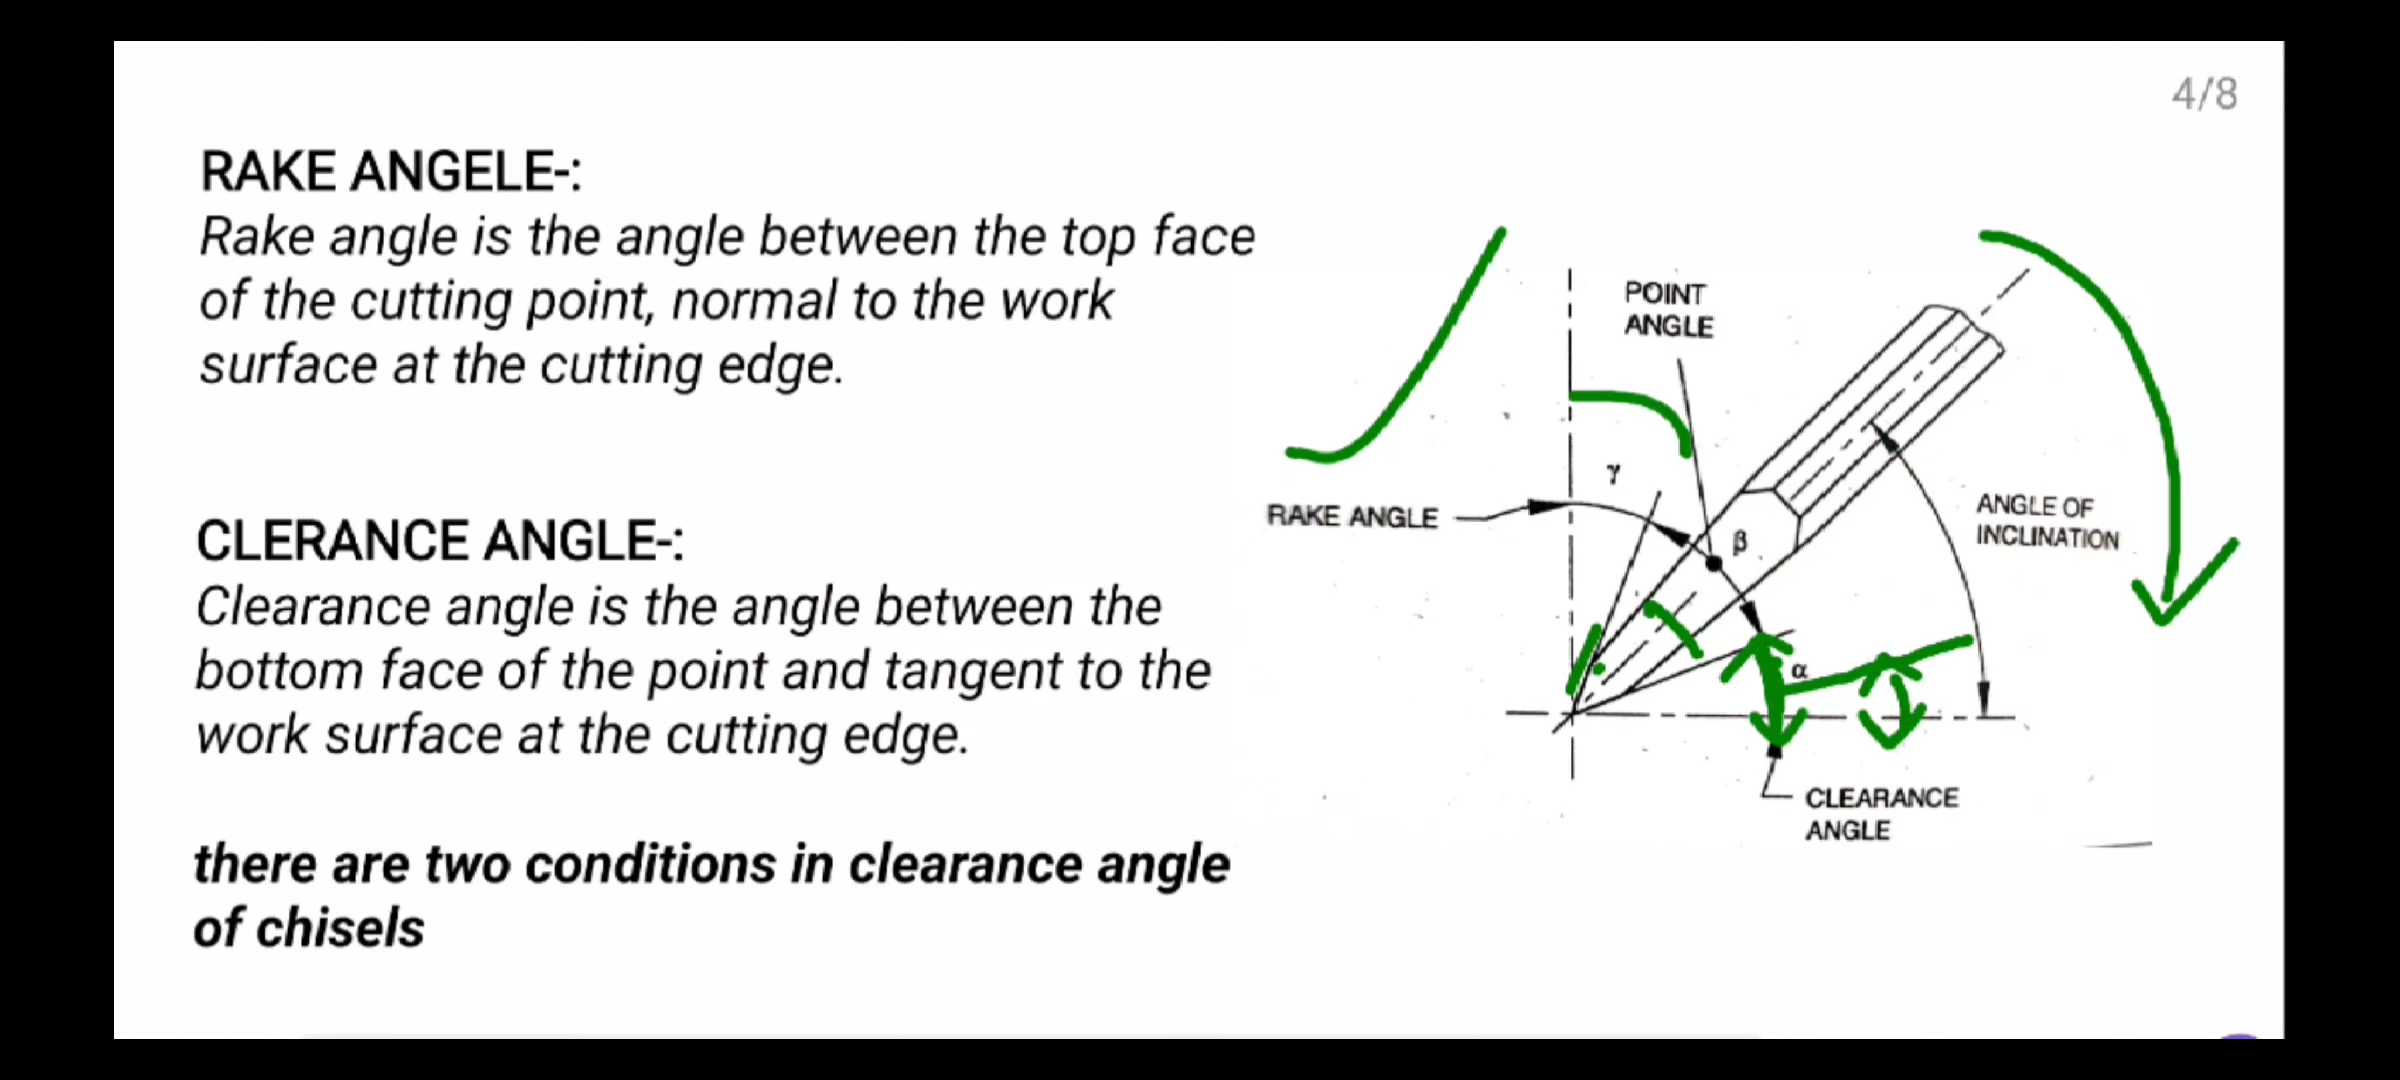 4/8
RAKE ANGELE-:
Rake angle is the angle between the top face
of the cutting point, normal to the work
surface at the cutting edge.
CLERANCE ANGLE-:
Clearance angle is the angle between the
bottom face of the point and tangent to the
work surface at the cutting edge.
there are two conditions in clearance angle
of chisels
POINT
ANGLE
γ
RAKE ANGLE
β
ANGLE OF
INCLINATION
α
CLEARANCE
ANGLE